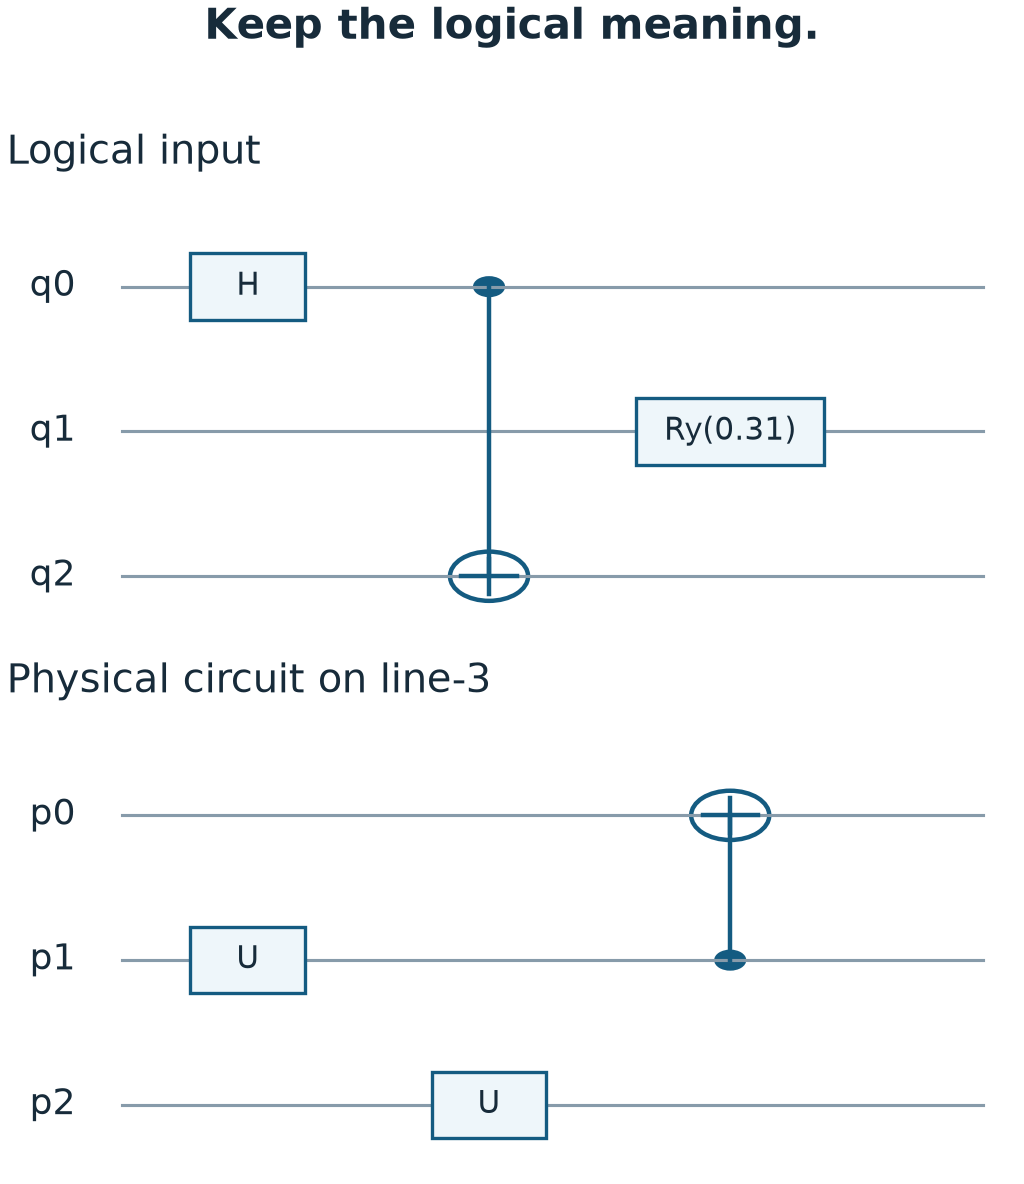 Keep the logical meaning.
Logical input
q0
H
q1
Ry(0.31)
q2
Physical circuit on line-3
p0
p1
U
p2
U